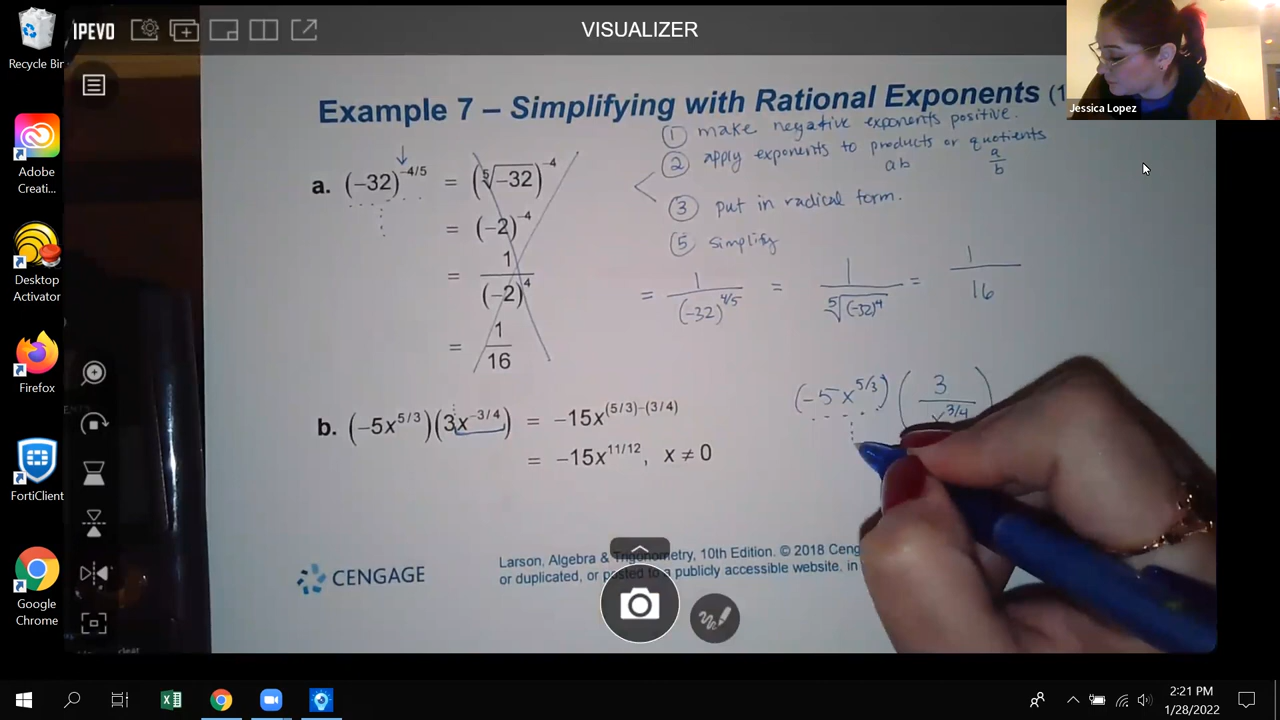 VISUALIZER
IPEVO
Jessica Lopez
Recycle Bin
Adobe
Creati...
Desktop
Activator
Firefox
FortiClient
Google
Chrome
Example 7 – Simplifying with Rational Exponents (1
① make negative exponents positive.
② apply exponents to products or quotients
ab a/b
③ put in radical form.
⑤ simplify
a. (−32)^−4/5 = (⁵√−32)^−4
= (−2)^−4
= 1/(−2)^4
= 1/16
= 1/(−32)^4/5 = 1/⁵√(−32)^4 = 1/16
b. (−5x^5/3)(3x^−3/4) = −15x^(5/3)−(3/4)
= −15x^11/12, x ≠ 0
(−5x^5/3)(3/x^3/4)
CENGAGE
Larson, Algebra & Trigonometry, 10th Edition. © 2018 Ceng
or duplicated, or posted to a publicly accessible website, in
2:21 PM
1/28/2022